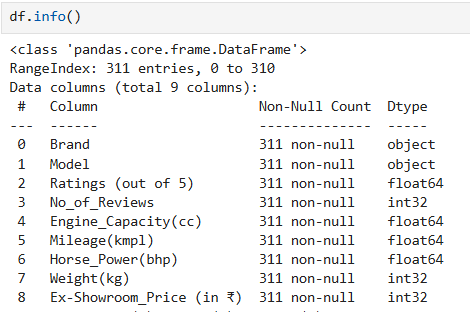 df.info()
<class 'pandas.core.frame.DataFrame'>
RangeIndex: 311 entries, 0 to 310
Data columns (total 9 columns):
 #   Column                    Non-Null Count  Dtype
---  ------                    --------------  -----
 0   Brand                     311 non-null    object
 1   Model                     311 non-null    object
 2   Ratings (out of 5)        311 non-null    float64
 3   No_of_Reviews             311 non-null    int32
 4   Engine_Capacity(cc)       311 non-null    float64
 5   Mileage(kmpl)             311 non-null    float64
 6   Horse_Power(bhp)          311 non-null    float64
 7   Weight(kg)                311 non-null    int32
 8   Ex-Showroom_Price (in ₹)  311 non-null    int32